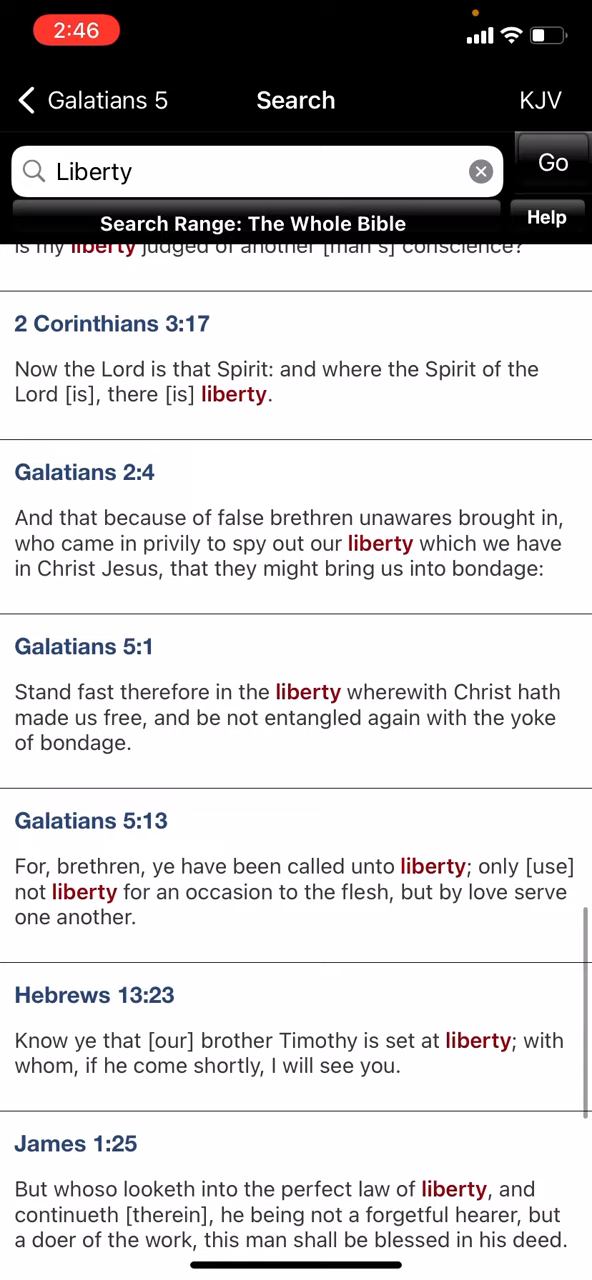 2:46
Galatians 5 Search KJV
Liberty Go
Search Range: The Whole Bible Help
is my liberty judged of another [man's] conscience?
2 Corinthians 3:17
Now the Lord is that Spirit: and where the Spirit of the
Lord [is], there [is] liberty.
Galatians 2:4
And that because of false brethren unawares brought in,
who came in privily to spy out our liberty which we have
in Christ Jesus, that they might bring us into bondage:
Galatians 5:1
Stand fast therefore in the liberty wherewith Christ hath
made us free, and be not entangled again with the yoke
of bondage.
Galatians 5:13
For, brethren, ye have been called unto liberty; only [use]
not liberty for an occasion to the flesh, but by love serve
one another.
Hebrews 13:23
Know ye that [our] brother Timothy is set at liberty; with
whom, if he come shortly, I will see you.
James 1:25
But whoso looketh into the perfect law of liberty, and
continueth [therein], he being not a forgetful hearer, but
a doer of the work, this man shall be blessed in his deed.